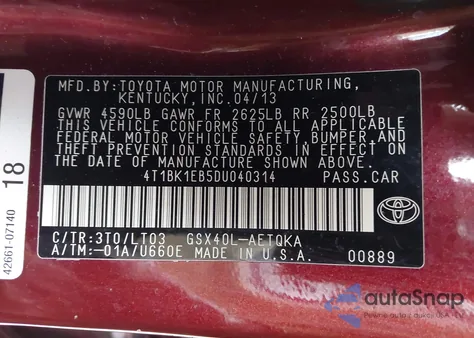 MFD.BY:TOYOTA MOTOR MANUFACTURING,
KENTUCKY, INC.04/13
GVWR 4590LB GAWR FR 2625LB RR 2500LB
THIS VEHICLE CONFORMS TO ALL APPLICABLE
FEDERAL MOTOR VEHICLE SAFETY, BUMPER, AND
THEFT PREVENTION STANDARDS IN EFFECT ON
THE DATE OF MANUFACTURE SHOWN ABOVE.
4T1BK1EB5DU040314 PASS.CAR
C/TR:3T0/LT03 GSX40L-AETQKA
A/TM:-01A/U660E MADE IN U.S.A. 00889
TOYOTA
18
42661-07140
autoSnap